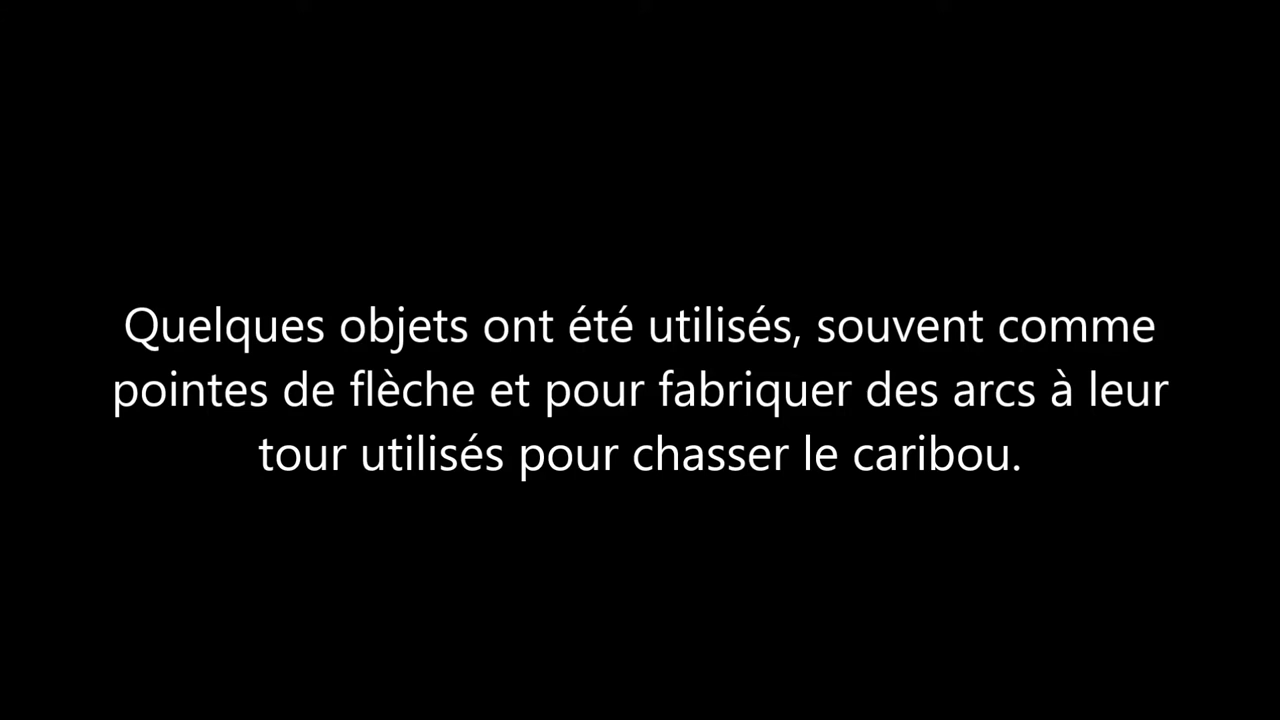 Quelques objets ont été utilisés, souvent comme
pointes de flèche et pour fabriquer des arcs à leur
tour utilisés pour chasser le caribou.